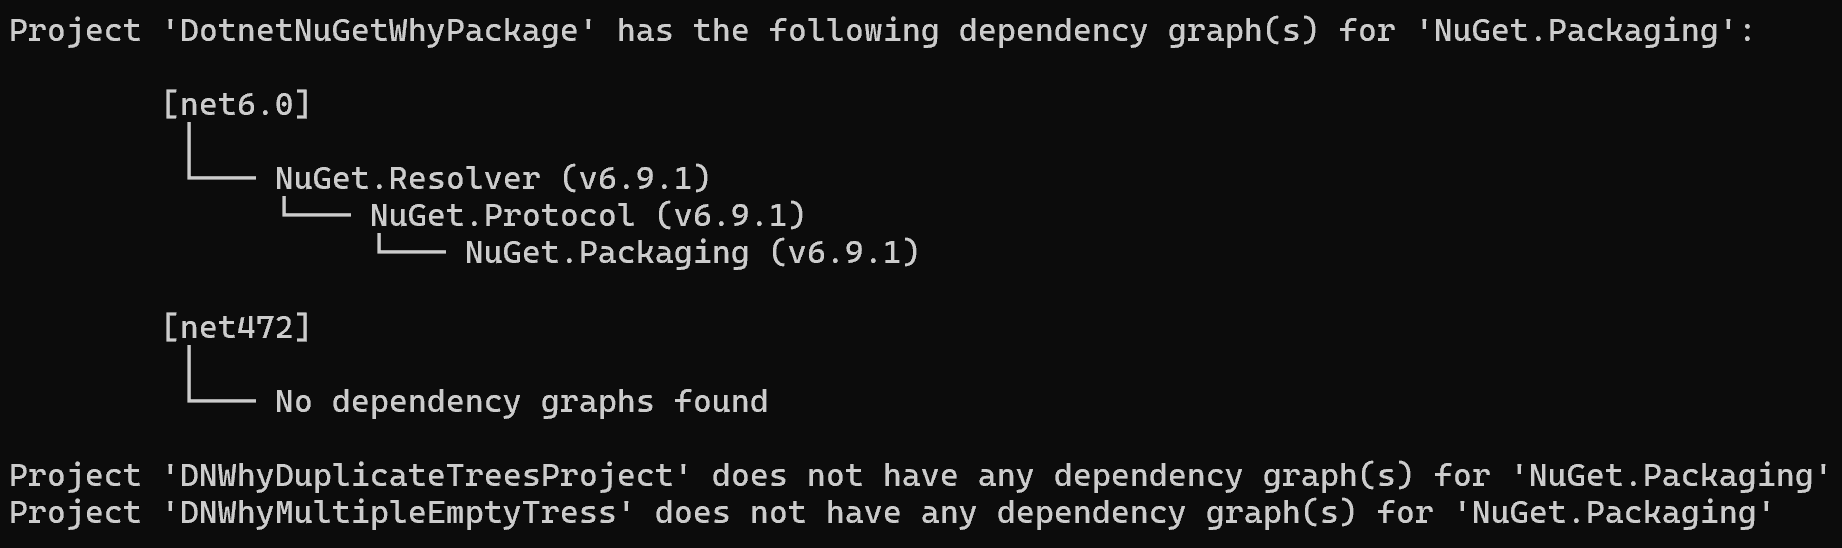 Project 'DotnetNuGetWhyPackage' has the following dependency graph(s) for 'NuGet.Packaging':
[net6.0]
NuGet.Resolver (v6.9.1)
NuGet.Protocol (v6.9.1)
NuGet.Packaging (v6.9.1)
[net472]
No dependency graphs found
Project 'DNWhyDuplicateTreesProject' does not have any dependency graph(s) for 'NuGet.Packaging'
Project 'DNWhyMultipleEmptyTress' does not have any dependency graph(s) for 'NuGet.Packaging'